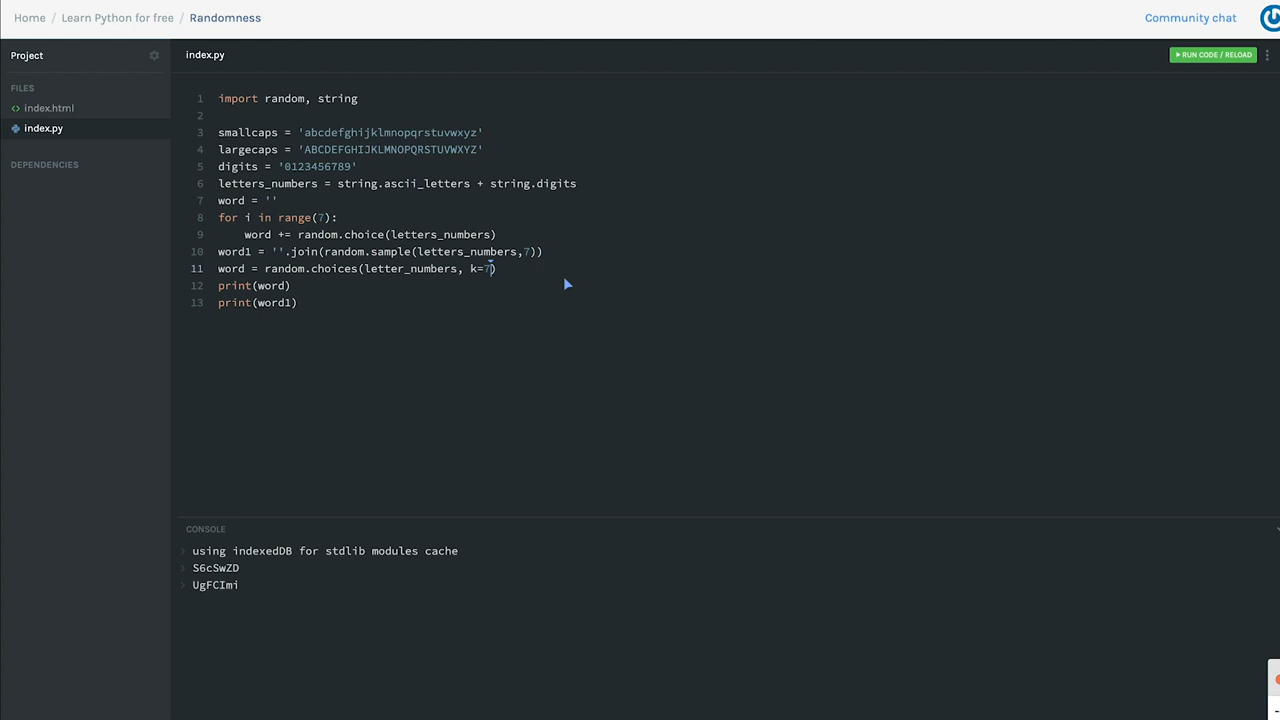 Home / Learn Python for free / Randomness
Community chat
Project
index.py
RUN CODE / RELOAD
FILES
index.html
index.py
DEPENDENCIES
1 import random, string
2
3 smallcaps = 'abcdefghijklmnopqrstuvwxyz'
4 largecaps = 'ABCDEFGHIJKLMNOPQRSTUVWXYZ'
5 digits = '0123456789'
6 letters_numbers = string.ascii_letters + string.digits
7 word = ''
8 for i in range(7):
9     word += random.choice(letters_numbers)
10 word1 = ''.join(random.sample(letters_numbers,7))
11 word = random.choices(letter_numbers, k=7)
12 print(word)
13 print(word1)
CONSOLE
using indexedDB for stdlib modules cache
S6cSwZD
UgFCImi